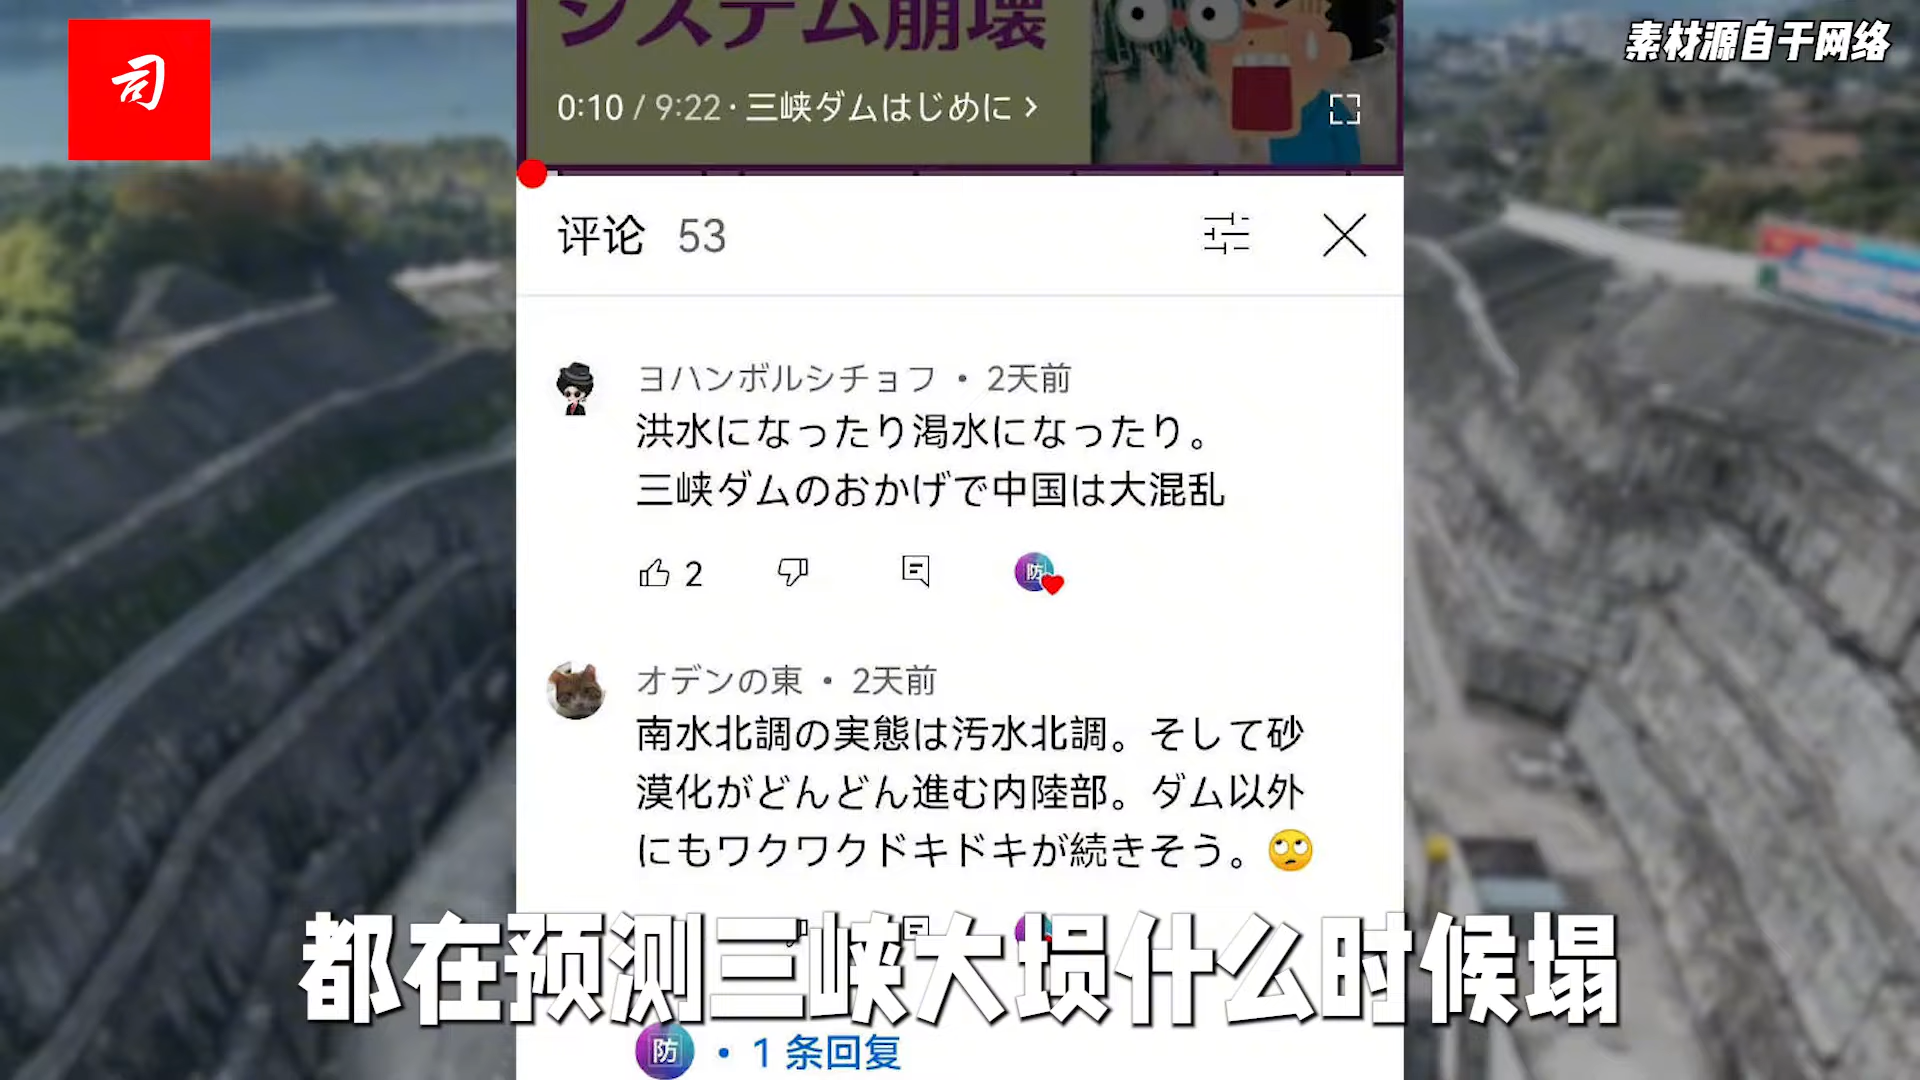 司
素材源自于网络
システム崩壊
0:10 / 9:22 · 三峡ダムはじめに >
评论 53
ヨハンボルシチョフ • 2天前
洪水になったり渇水になったり。
三峡ダムのおかげで中国は大混乱
2
防
オデンの東 • 2天前
南水北調の実態は汚水北調。そして砂
漠化がどんどん進む内陸部。ダム以外
にもワクワクドキドキが続きそう。🙄
都在预测三峡大坝什么时候塌
防 • 1 条回复